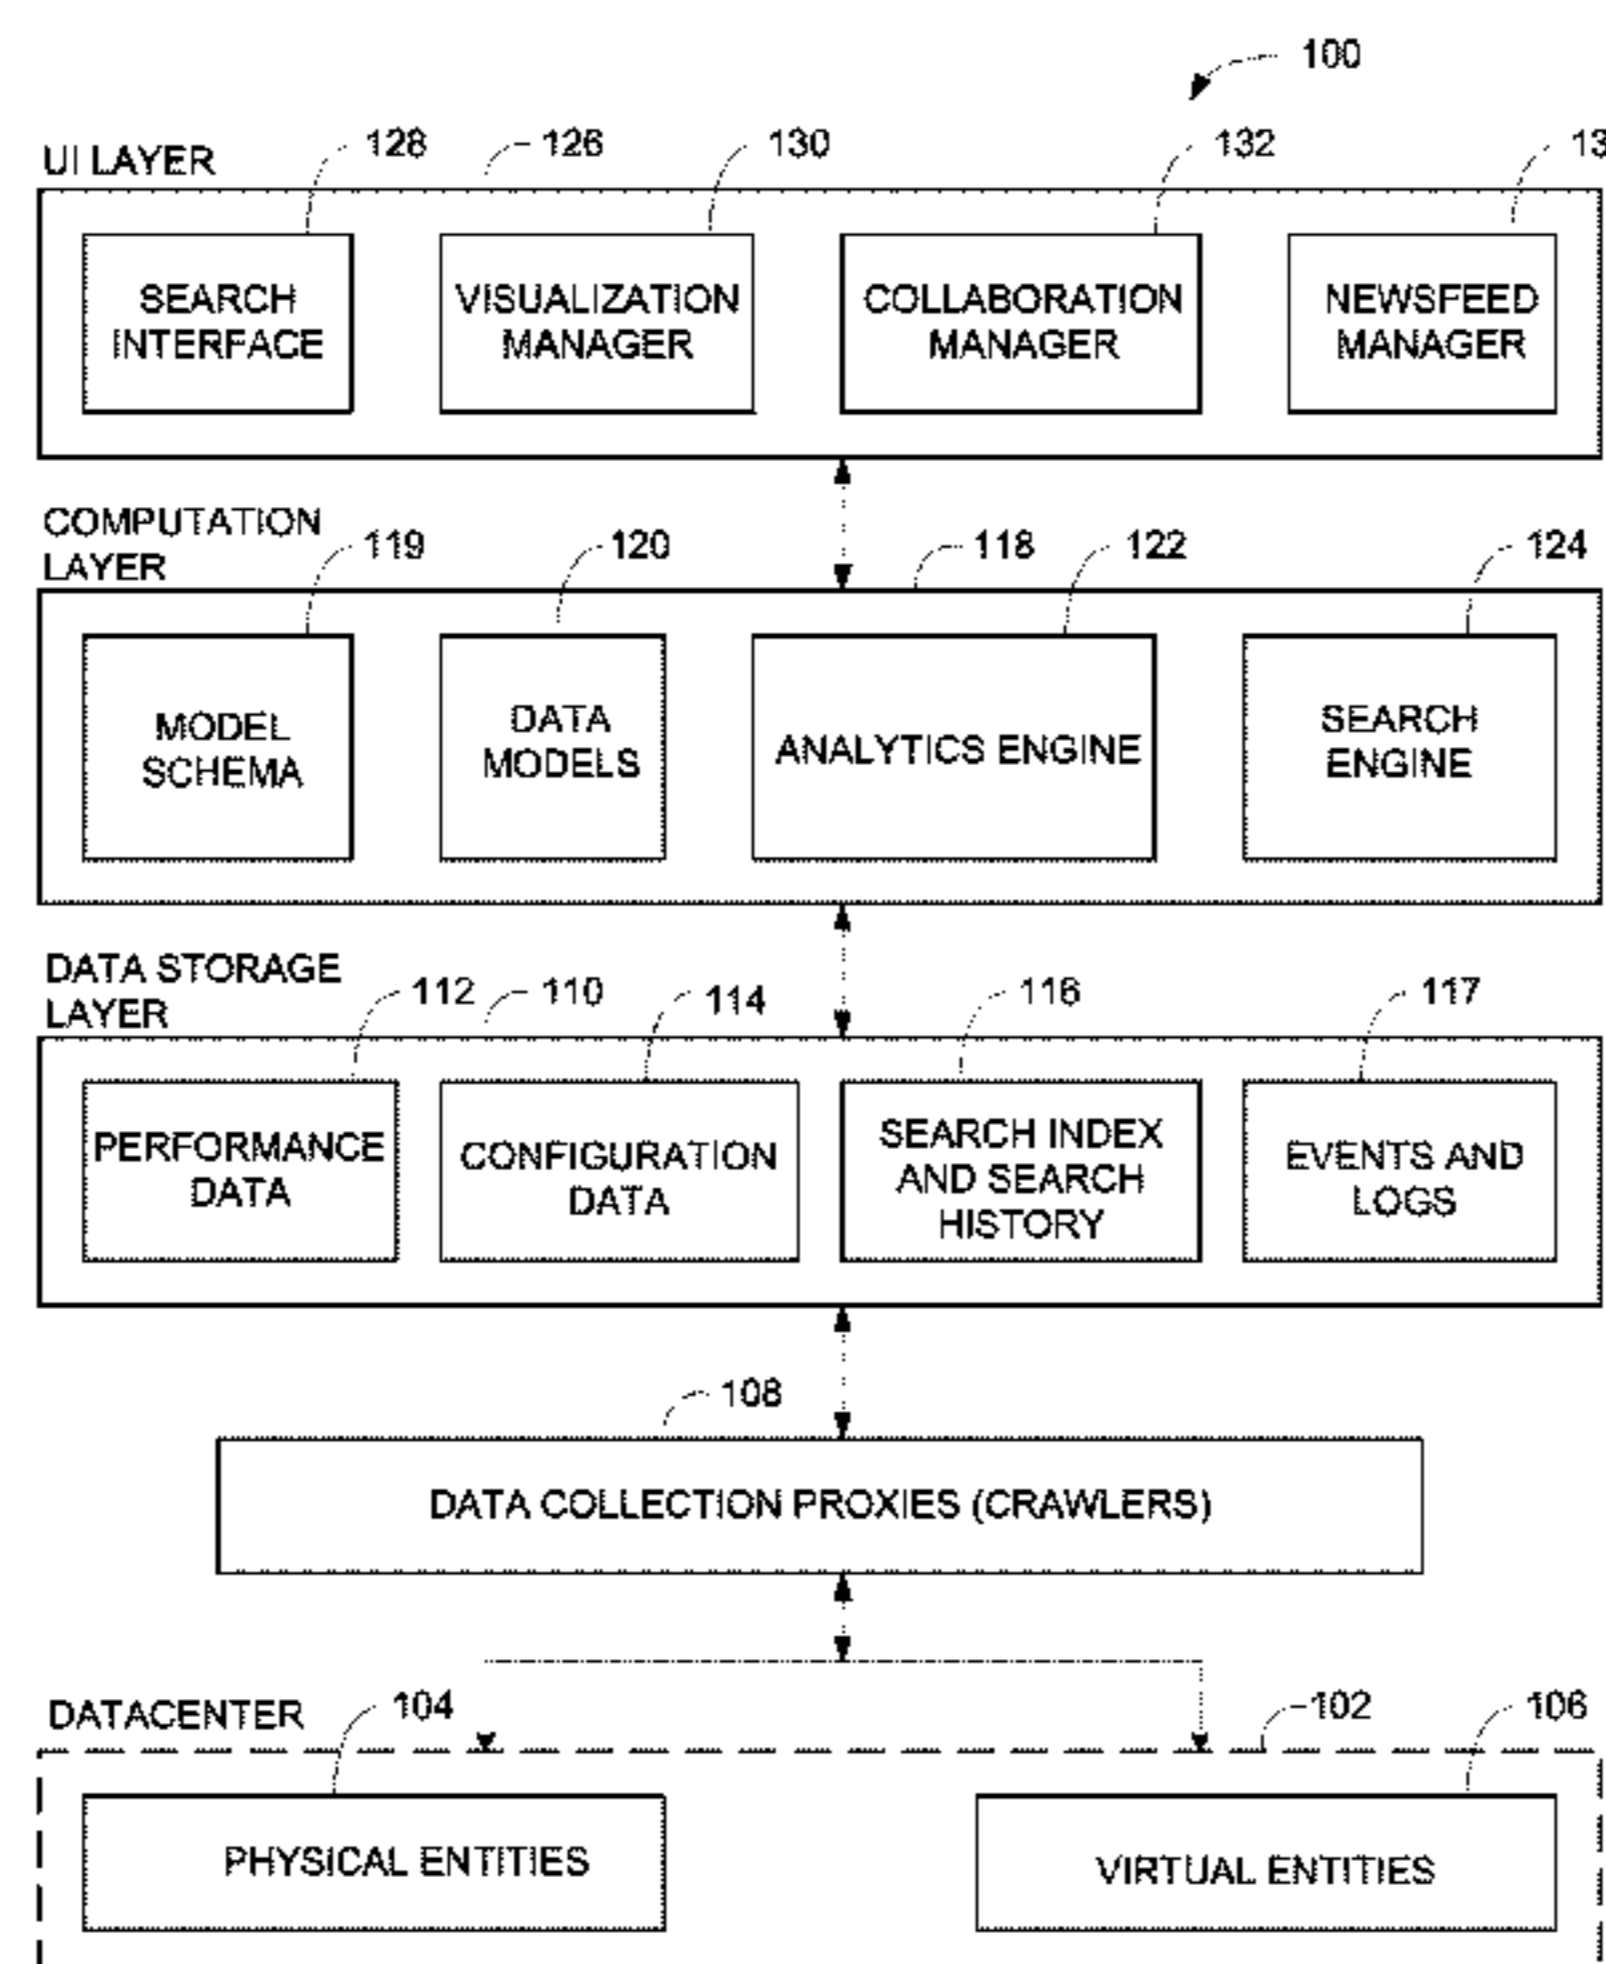 100
UI LAYER
128
126
130
132
SEARCH
INTERFACE
VISUALIZATION
MANAGER
COLLABORATION
MANAGER
NEWSFEED
MANAGER
COMPUTATION
LAYER
119
120
118
122
124
MODEL
SCHEMA
DATA
MODELS
ANALYTICS ENGINE
SEARCH
ENGINE
DATA STORAGE
LAYER
112
110
114
116
117
PERFORMANCE
DATA
CONFIGURATION
DATA
SEARCH INDEX
AND SEARCH
HISTORY
EVENTS AND
LOGS
108
DATA COLLECTION PROXIES (CRAWLERS)
DATACENTER
104
102
106
PHYSICAL ENTITIES
VIRTUAL ENTITIES